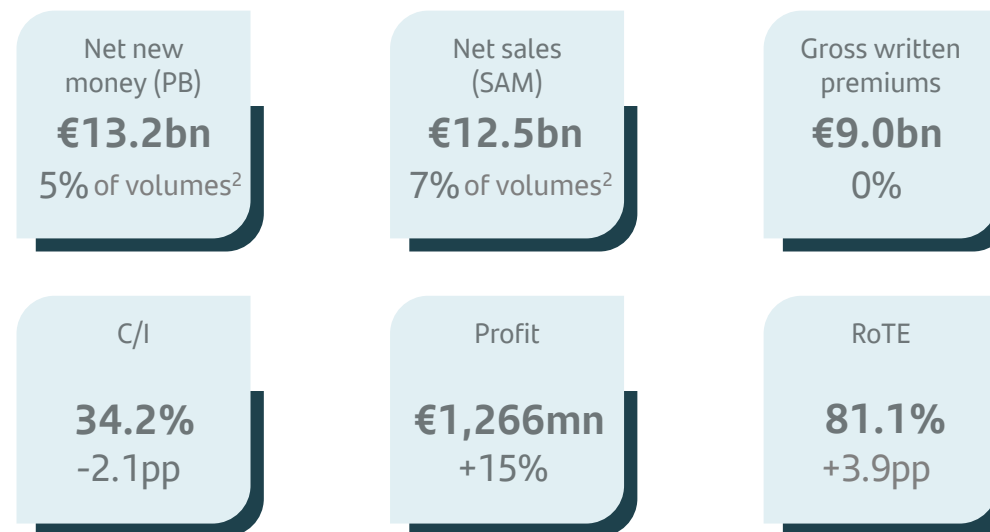 Net new
money (PB)
€13.2bn
5% of volumes²
Net sales
(SAM)
€12.5bn
7% of volumes²
Gross written
premiums
€9.0bn
0%
C/I
34.2%
-2.1pp
Profit
€1,266mn
+15%
RoTE
81.1%
+3.9pp